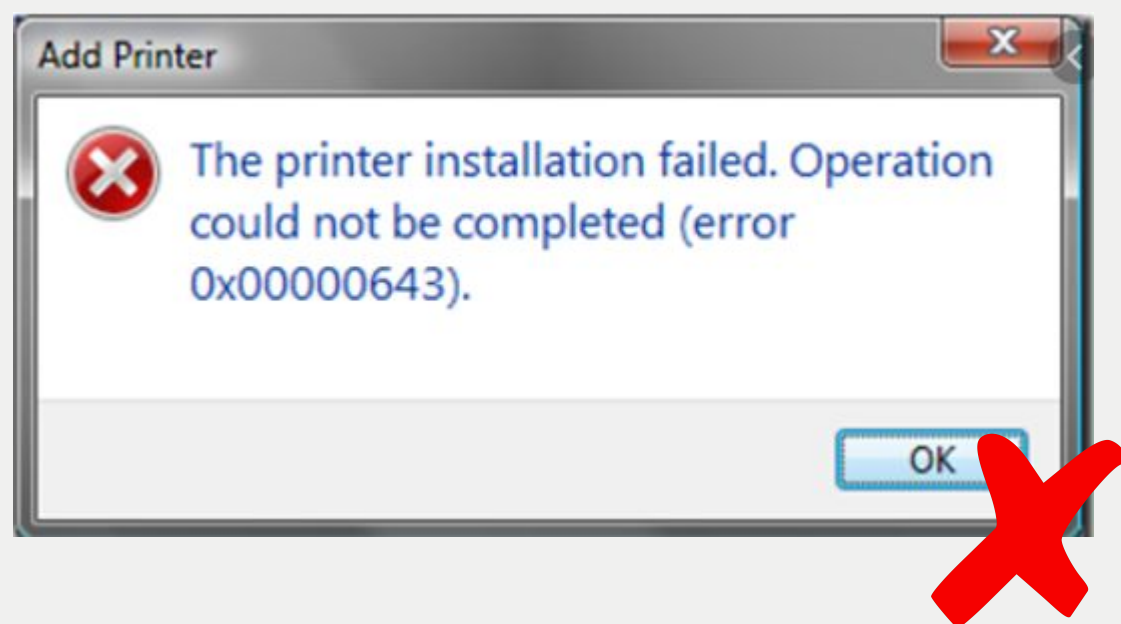 Add Printer
The printer installation failed. Operation
could not be completed (error
0x00000643).
OK